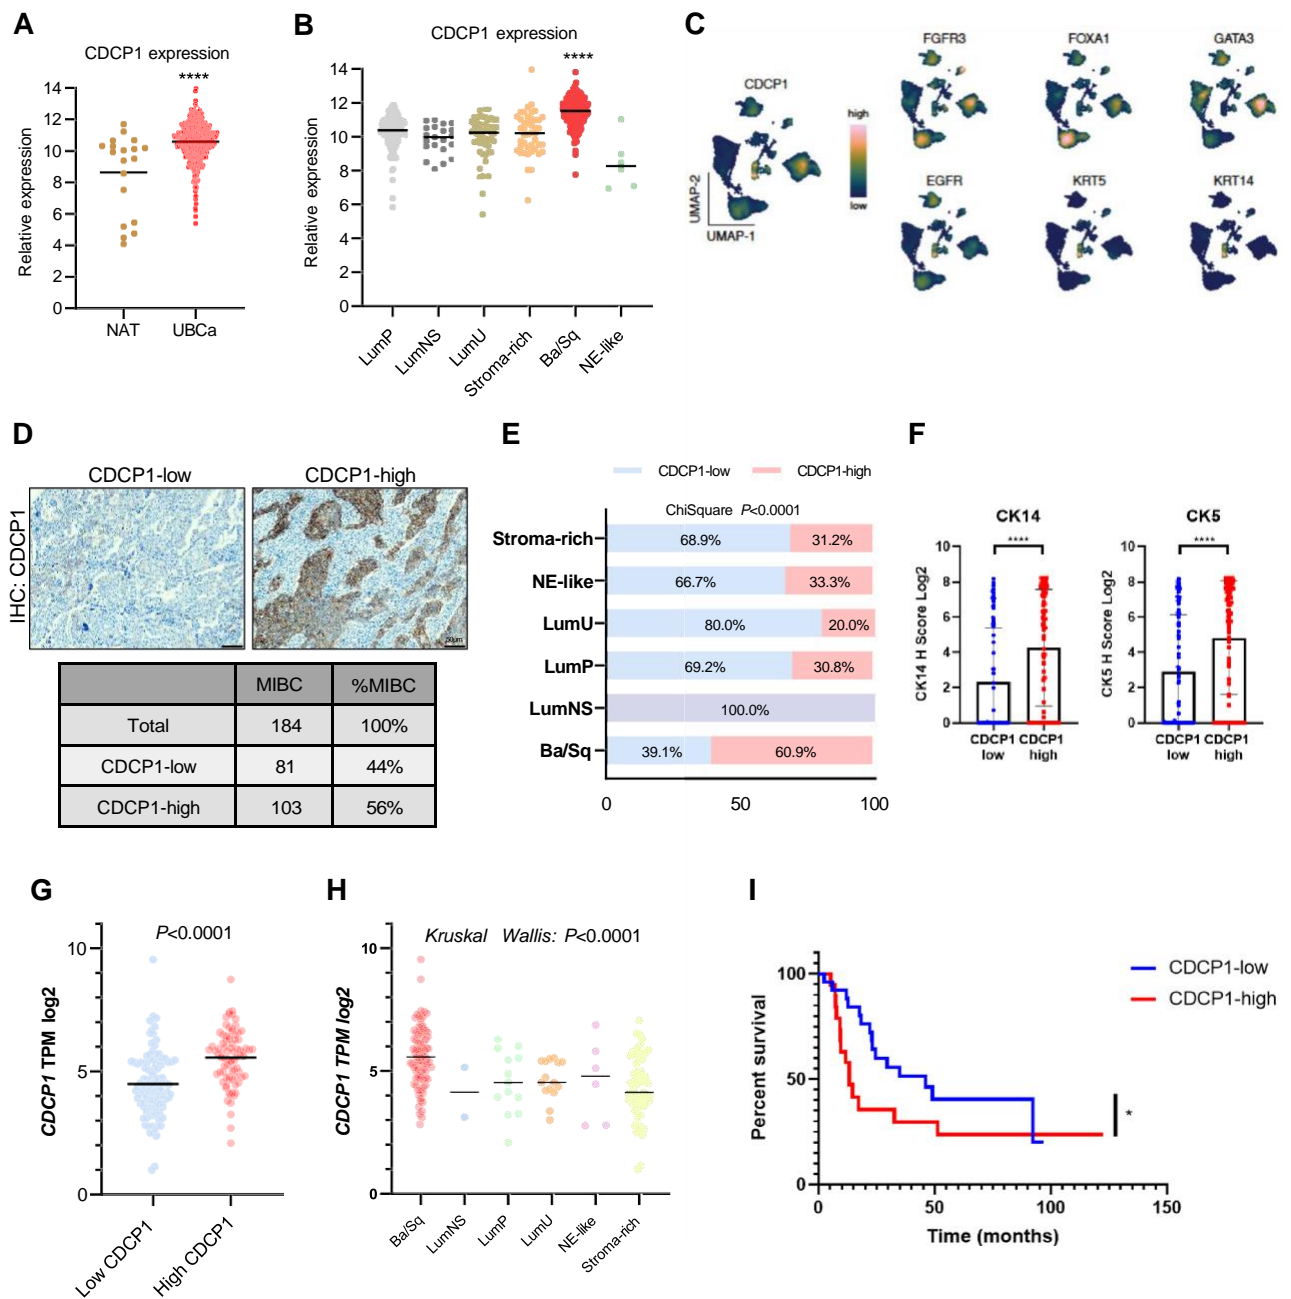 A
CDCP1 expression
****
Relative expression
14
12
10
8
6
4
2
0
NAT
UBCa
B
CDCP1 expression
****
Relative expression
14
12
10
8
6
4
2
0
LumP
LumNS
LumU
Stroma-rich
Ba/Sq
NE-like
C
CDCP1
UMAP-2
UMAP-1
high
low
FGFR3
FOXA1
GATA3
EGFR
KRT5
KRT14
D
CDCP1-low
CDCP1-high
IHC: CDCP1
50μm
MIBC
%MIBC
Total
184
100%
CDCP1-low
81
44%
CDCP1-high
103
56%
E
CDCP1-low
CDCP1-high
ChiSquare P<0.0001
Stroma-rich
68.9%
31.2%
NE-like
66.7%
33.3%
LumU
80.0%
20.0%
LumP
69.2%
30.8%
LumNS
100.0%
Ba/Sq
39.1%
60.9%
0
50
100
F
CK14
****
CK14 H Score Log2
10
8
6
4
2
0
CDCP1 low
CDCP1 high
CK5
****
CK5 H Score Log2
10
8
6
4
2
0
CDCP1 low
CDCP1 high
G
P<0.0001
CDCP1 TPM log2
10
5
0
Low CDCP1
High CDCP1
H
Kruskal Wallis: P<0.0001
CDCP1 TPM log2
10
5
0
Ba/Sq
LumNS
LumP
LumU
NE-like
Stroma-rich
I
CDCP1-low
CDCP1-high
Percent survival
100
50
0
0
50
100
150
Time (months)
*